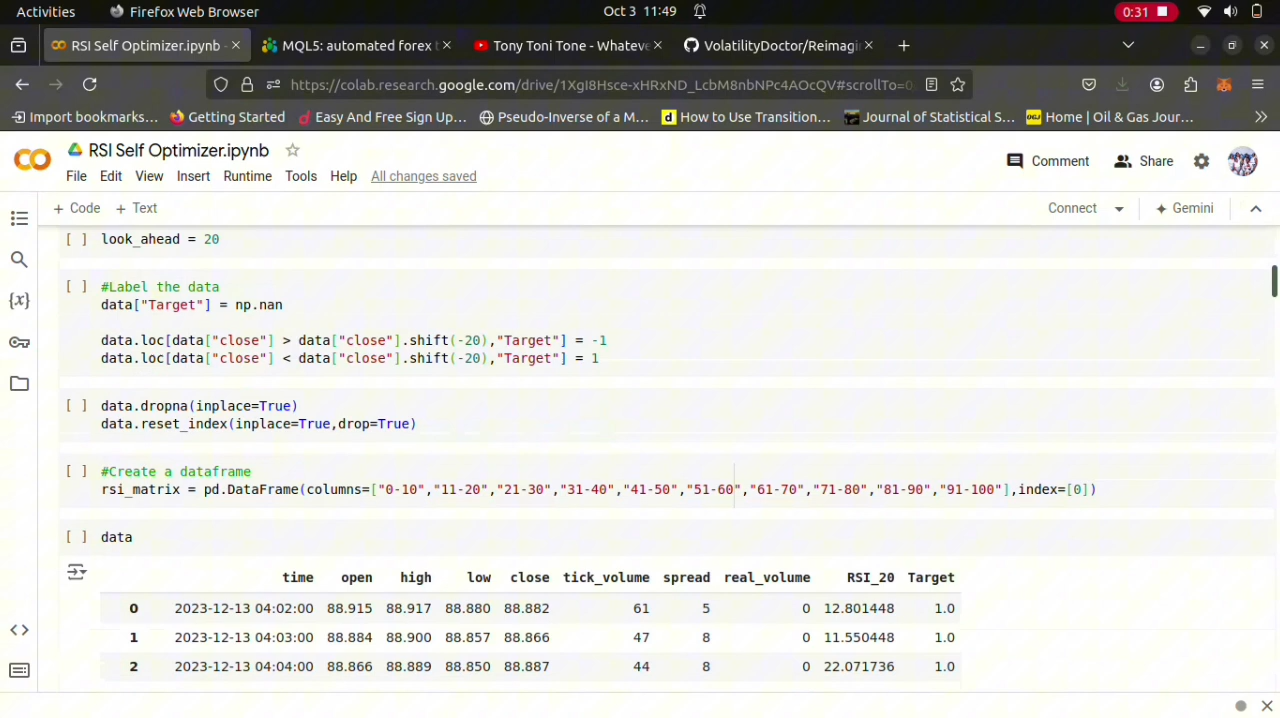 Activities Firefox Web Browser Oct 3 11:49 0:31
RSI Self Optimizer.ipynb - MQL5: automated forex t Tony Toni Tone - Whateve VolatilityDoctor/Reimagi
https://colab.research.google.com/drive/1XgI8Hsce-xHRxND_LcbM8nbNPc4AOcQV#scrollTo=
Import bookmarks... Getting Started Easy And Free Sign Up... Pseudo-Inverse of a M... How to Use Transition... Journal of Statistical S... Home | Oil & Gas Jour...
RSI Self Optimizer.ipynb
Comment Share
File Edit View Insert Runtime Tools Help All changes saved
+ Code + Text Connect Gemini
[ ] look_ahead = 20
[ ] #Label the data
data["Target"] = np.nan
data.loc[data["close"] > data["close"].shift(-20),"Target"] = -1
data.loc[data["close"] < data["close"].shift(-20),"Target"] = 1
[ ] data.dropna(inplace=True)
data.reset_index(inplace=True,drop=True)
[ ] #Create a dataframe
rsi_matrix = pd.DataFrame(columns=["0-10","11-20","21-30","31-40","41-50","51-60","61-70","71-80","81-90","91-100"],index=[0])
[ ] data
time open high low close tick_volume spread real_volume RSI_20 Target
0 2023-12-13 04:02:00 88.915 88.917 88.880 88.882 61 5 0 12.801448 1.0
1 2023-12-13 04:03:00 88.884 88.900 88.857 88.866 47 8 0 11.550448 1.0
2 2023-12-13 04:04:00 88.866 88.889 88.850 88.887 44 8 0 22.071736 1.0